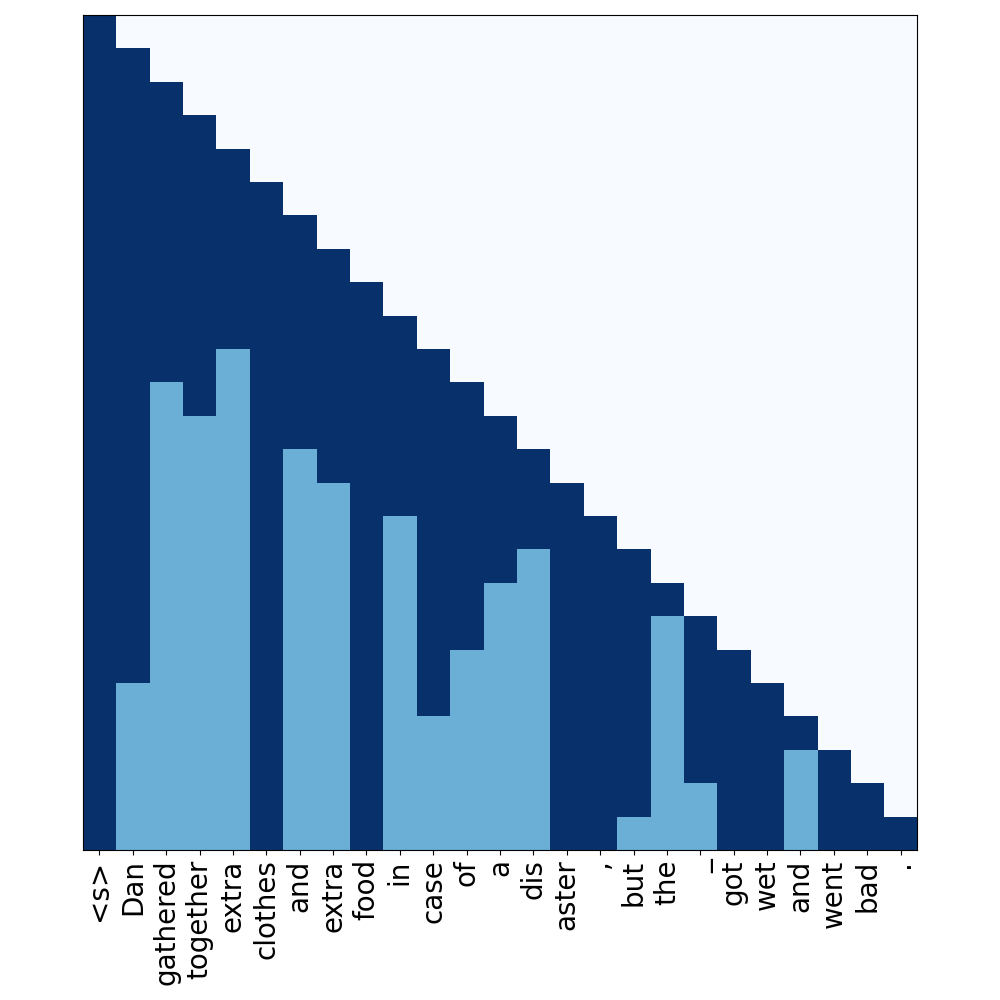 <s>
Dan
gathered
together
extra
clothes
and
extra
food
in
case
of
a
dis
aster
,
but
the
_
got
wet
and
went
bad
.